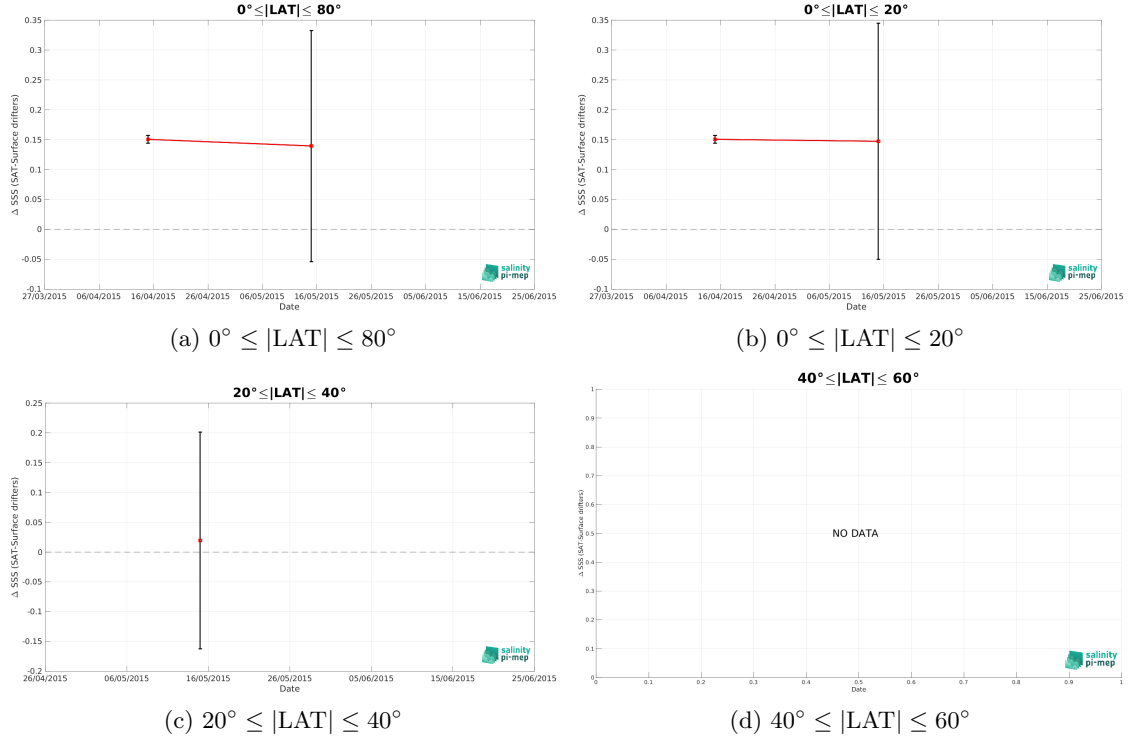 0°≤|LAT|≤ 80°
0.35
0.3
0.25
0.2
0.15
0.1
0.05
0
-0.05
-0.1
Δ SSS (SAT-Surface drifters)
27/03/2015 06/04/2015 16/04/2015 26/04/2015 06/05/2015 16/05/2015 26/05/2015 05/06/2015 15/06/2015 25/06/2015
Date
salinity
pi-mep
(a) 0° ≤ |LAT| ≤ 80°
0°≤|LAT|≤ 20°
0.35
0.3
0.25
0.2
0.15
0.1
0.05
0
-0.05
-0.1
Δ SSS (SAT-Surface drifters)
27/03/2015 06/04/2015 16/04/2015 26/04/2015 06/05/2015 16/05/2015 26/05/2015 05/06/2015 15/06/2015 25/06/2015
Date
salinity
pi-mep
(b) 0° ≤ |LAT| ≤ 20°
20°≤|LAT|≤ 40°
0.25
0.2
0.15
0.1
0.05
0
-0.05
-0.1
-0.15
-0.2
Δ SSS (SAT-Surface drifters)
26/04/2015 06/05/2015 16/05/2015 26/05/2015 05/06/2015 15/06/2015 25/06/2015
Date
salinity
pi-mep
(c) 20° ≤ |LAT| ≤ 40°
40°≤|LAT|≤ 60°
1
0.9
0.8
0.7
0.6
0.5
0.4
0.3
0.2
0.1
0
Δ SSS (SAT-Surface drifters)
NO DATA
0 0.1 0.2 0.3 0.4 0.5 0.6 0.7 0.8 0.9 1
Date
salinity
pi-mep
(d) 40° ≤ |LAT| ≤ 60°